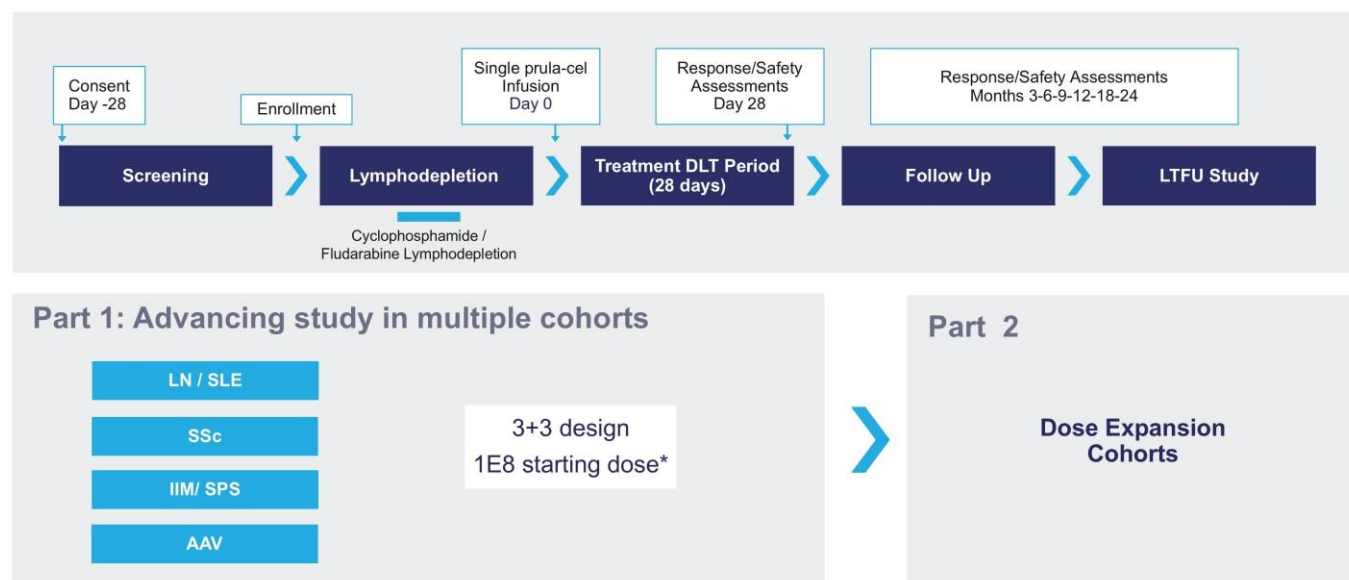 Consent
Day -28
Enrollment
Single prula-cel
Infusion
Day 0
Response/Safety
Assessments
Day 28
Response/Safety Assessments
Months 3-6-9-12-18-24
Screening
Lymphodepletion
Treatment DLT Period
(28 days)
Follow Up
LTFU Study
Cyclophosphamide /
Fludarabine Lymphodepletion
Part 1: Advancing study in multiple cohorts
LN / SLE
SSc
IIM/ SPS
AAV
3+3 design
1E8 starting dose*
Part 2
Dose Expansion
Cohorts